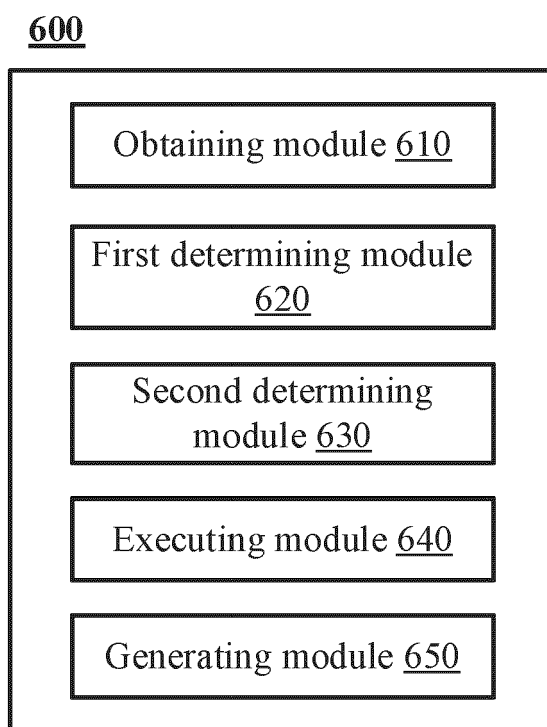 600
Obtaining module 610
First determining module
620
Second determining
module 630
Executing module 640
Generating module 650